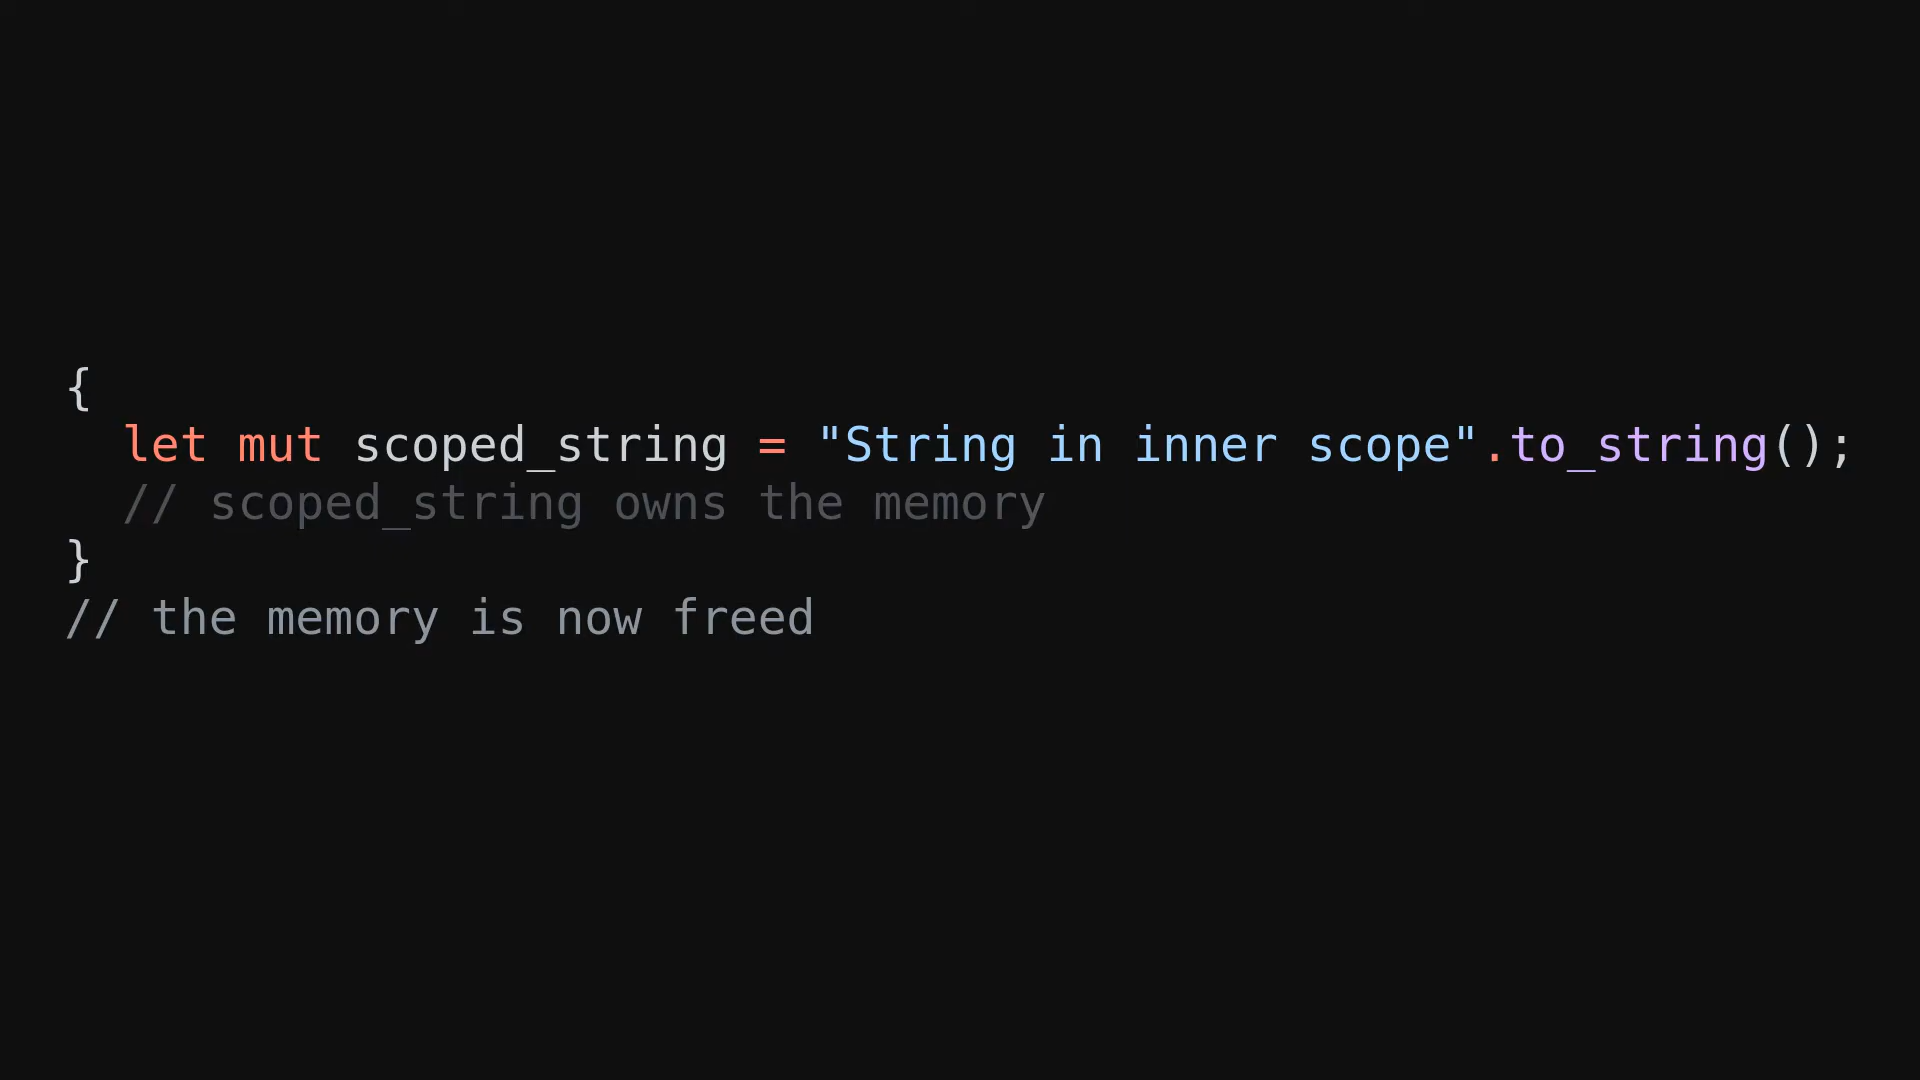 {
  let mut scoped_string = "String in inner scope".to_string();
  // scoped_string owns the memory
}
// the memory is now freed